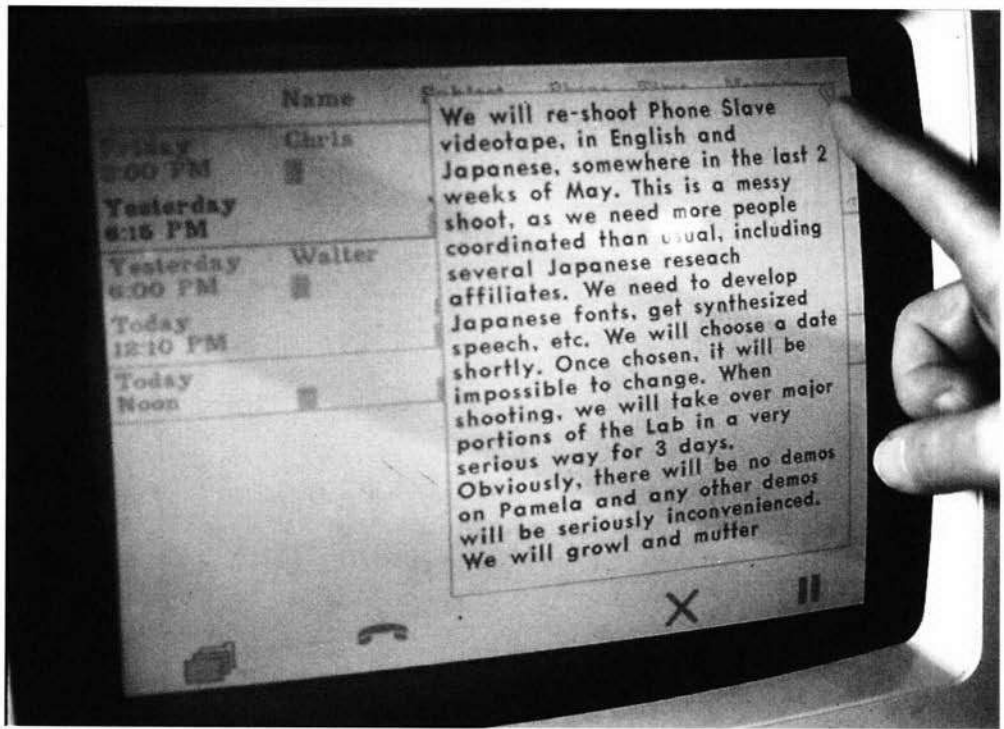 Name
Friday
Chris
:00 PM
Yesterday
6:15 PM
Yesterday
Walter
6:00 PM
Today
12:10 PM
Today
Noon
We will re-shoot Phone Slave
videotape, in English and
Japanese, somewhere in the last 2
weeks of May. This is a messy
shoot, as we need more people
coordinated than usual, including
several Japanese reseach
affiliates. We need to develop
Japanese fonts, get synthesized
speech, etc. We will choose a date
shortly. Once chosen, it will be
impossible to change. When
shooting, we will take over major
portions of the Lab in a very
serious way for 3 days.
Obviously, there will be no demos
on Pamela and any other demos
will be seriously inconvenienced.
We will growl and mutter